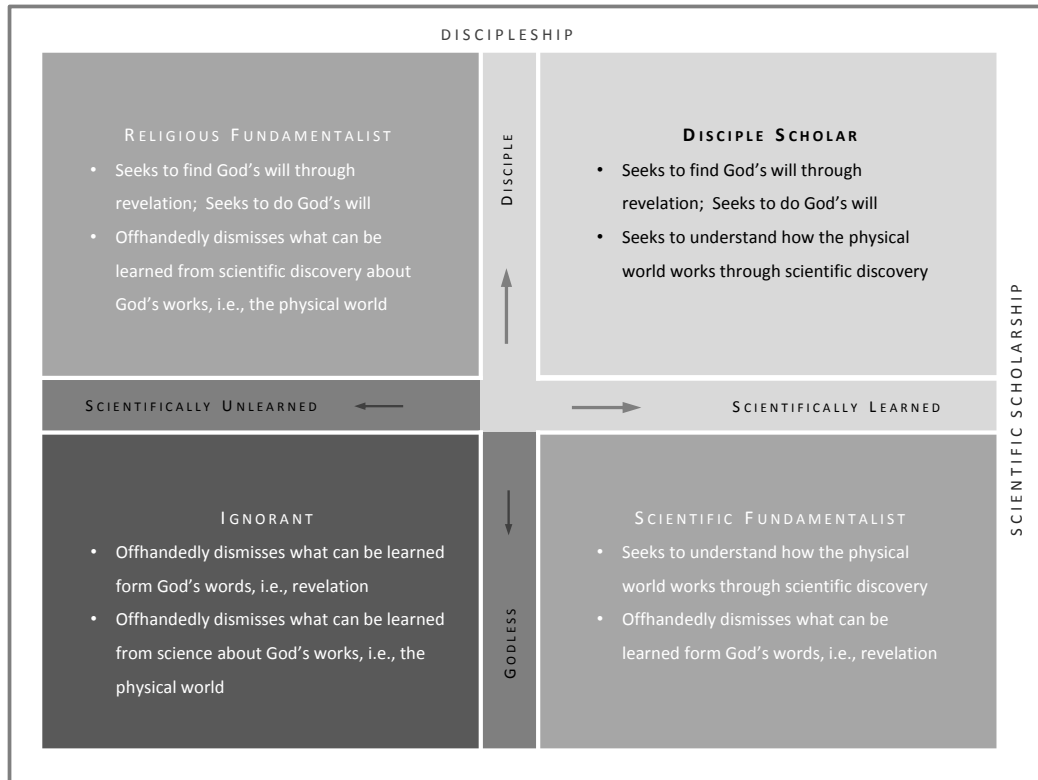 DISCIPLESHIP
RELIGIOUS FUNDAMENTALIST
• Seeks to find God's will through
revelation; Seeks to do God's will
• Offhandedly dismisses what can be
learned from scientific discovery about
God's works, i.e., the physical world
DISCIPLE
DISCIPLE SCHOLAR
• Seeks to find God's will through
revelation; Seeks to do God's will
• Seeks to understand how the physical
world works through scientific discovery
SCIENTIFIC SCHOLARSHIP
SCIENTIFICALLY UNLEARNED
SCIENTIFICALLY LEARNED
IGNORANT
• Offhandedly dismisses what can be learned
form God's words, i.e., revelation
• Offhandedly dismisses what can be learned
from science about God's works, i.e., the
physical world
GODLESS
SCIENTIFIC FUNDAMENTALIST
• Seeks to understand how the physical
world works through scientific discovery
• Offhandedly dismisses what can be
learned form God's words, i.e., revelation